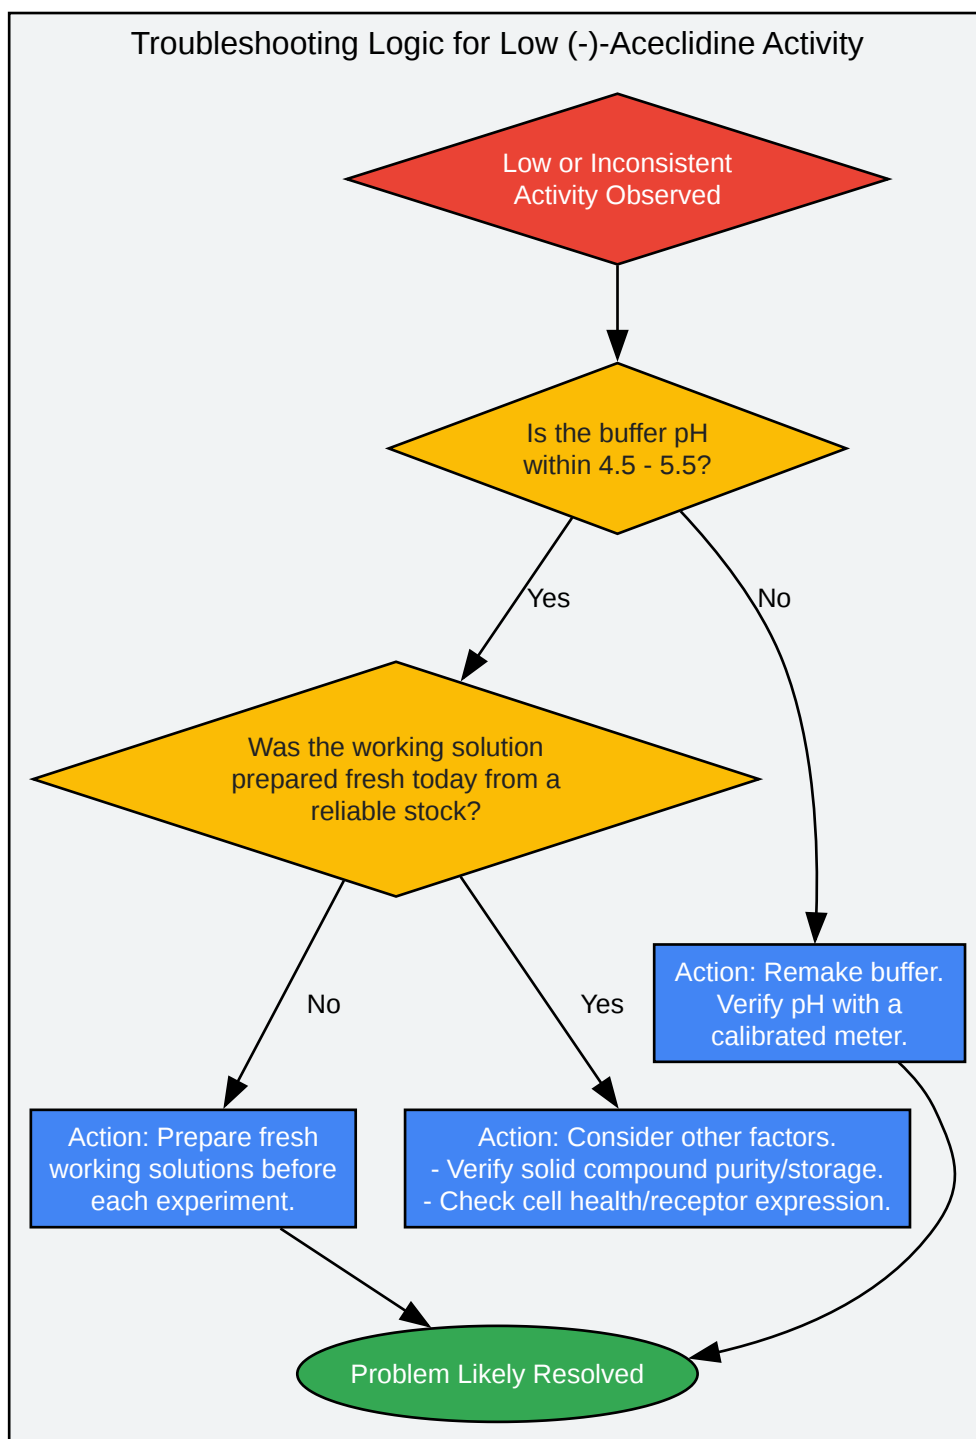 Troubleshooting Logic for Low (-)-Aceclidine Activity
Low or Inconsistent
Activity Observed
Is the buffer pH
within 4.5 - 5.5?
Yes
No
Was the working solution
prepared fresh today from a
reliable stock?
No
Yes
Action: Remake buffer.
Verify pH with a
calibrated meter.
Action: Prepare fresh
working solutions before
each experiment.
Action: Consider other factors.
- Verify solid compound purity/storage.
- Check cell health/receptor expression.
Problem Likely Resolved